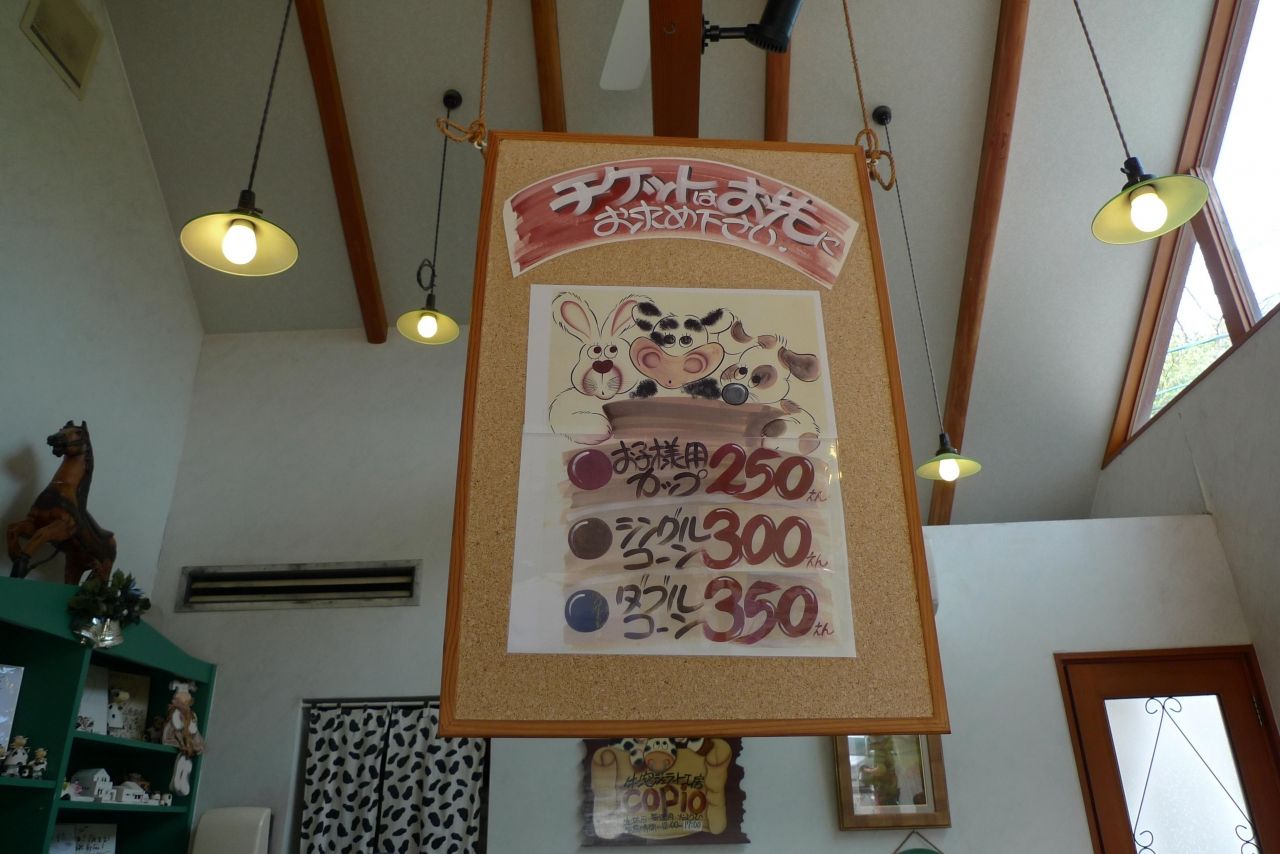 チケットはお先に
お求め下さい
お子様用
カップ 250えん
シングル
コーン 300えん
ダブル
コーン 350えん
COPIO